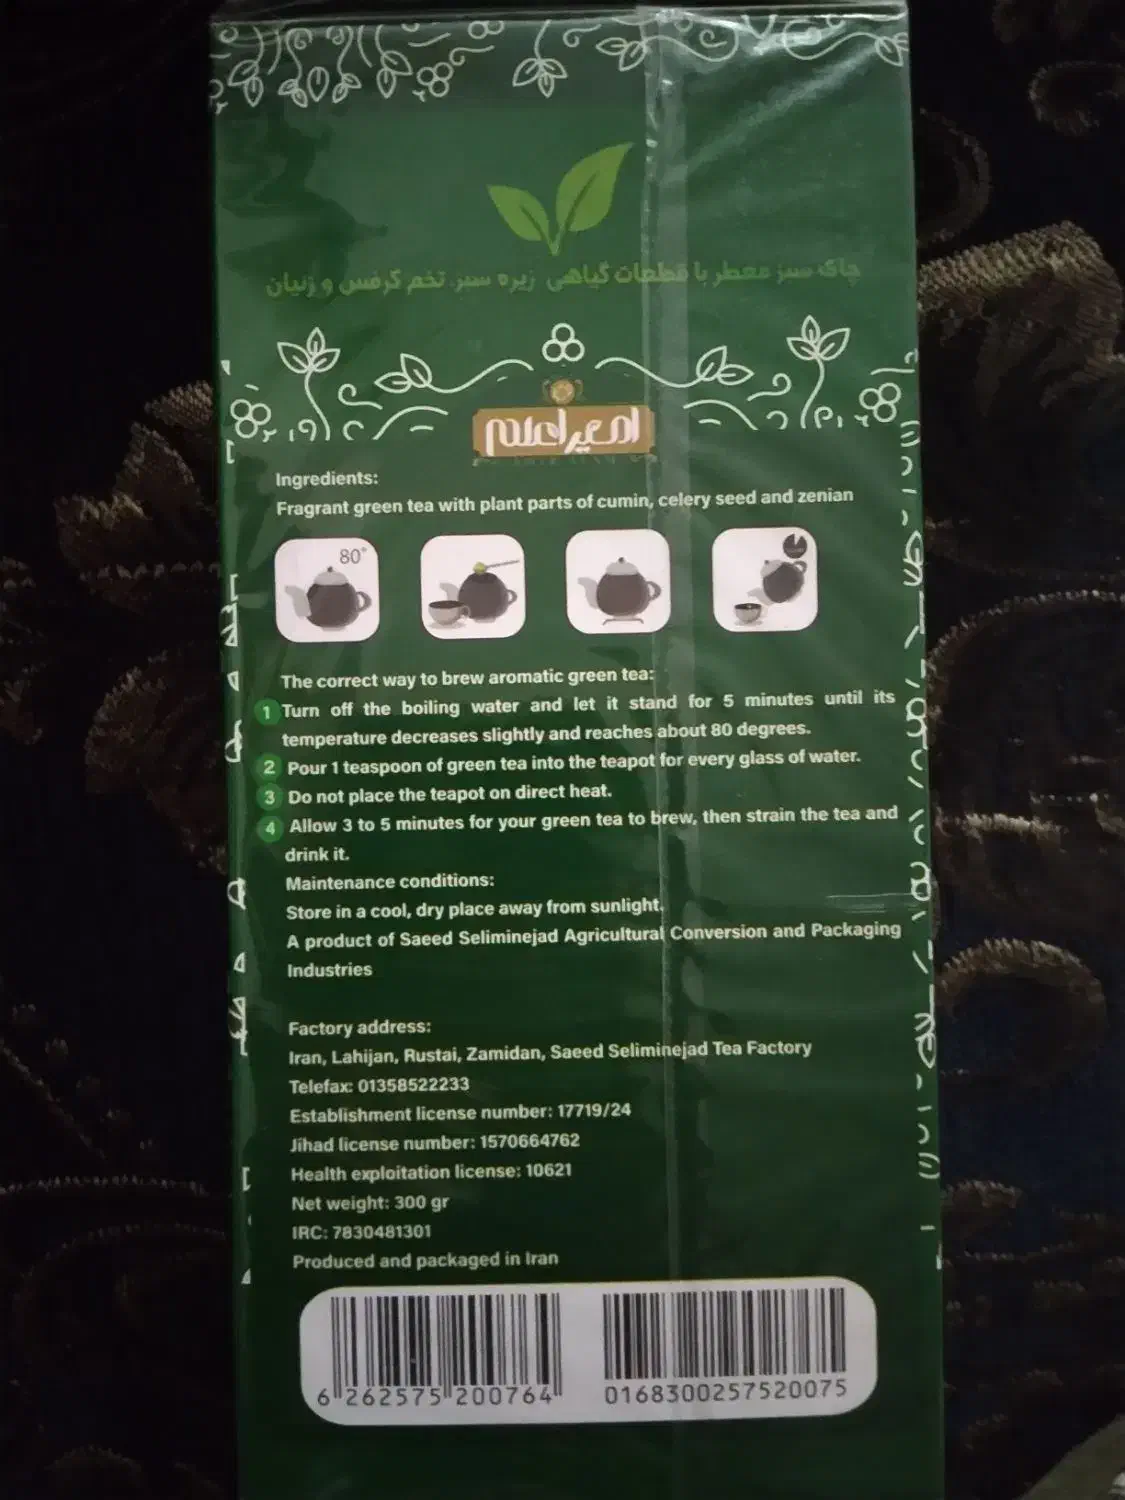 چای سبز معطر با قطعات گیاهی زیره سبز، تخم کرفس و زنیان
Ingredients:
Fragrant green tea with plant parts of cumin, celery seed and zenian
80°
The correct way to brew aromatic green tea:
1 Turn off the boiling water and let it stand for 5 minutes until its
temperature decreases slightly and reaches about 80 degrees.
2 Pour 1 teaspoon of green tea into the teapot for every glass of water.
3 Do not place the teapot on direct heat.
4 Allow 3 to 5 minutes for your green tea to brew, then strain the tea and
drink it.
Maintenance conditions:
Store in a cool, dry place away from sunlight.
A product of Saeed Seliminejad Agricultural Conversion and Packaging
Industries
Factory address:
Iran, Lahijan, Rustai, Zamidan, Saeed Seliminejad Tea Factory
Telefax: 01358522233
Establishment license number: 17719/24
Jihad license number: 1570664762
Health exploitation license: 10621
Net weight: 300 gr
IRC: 7830481301
Produced and packaged in Iran
6 262575 200764
0168300257520075